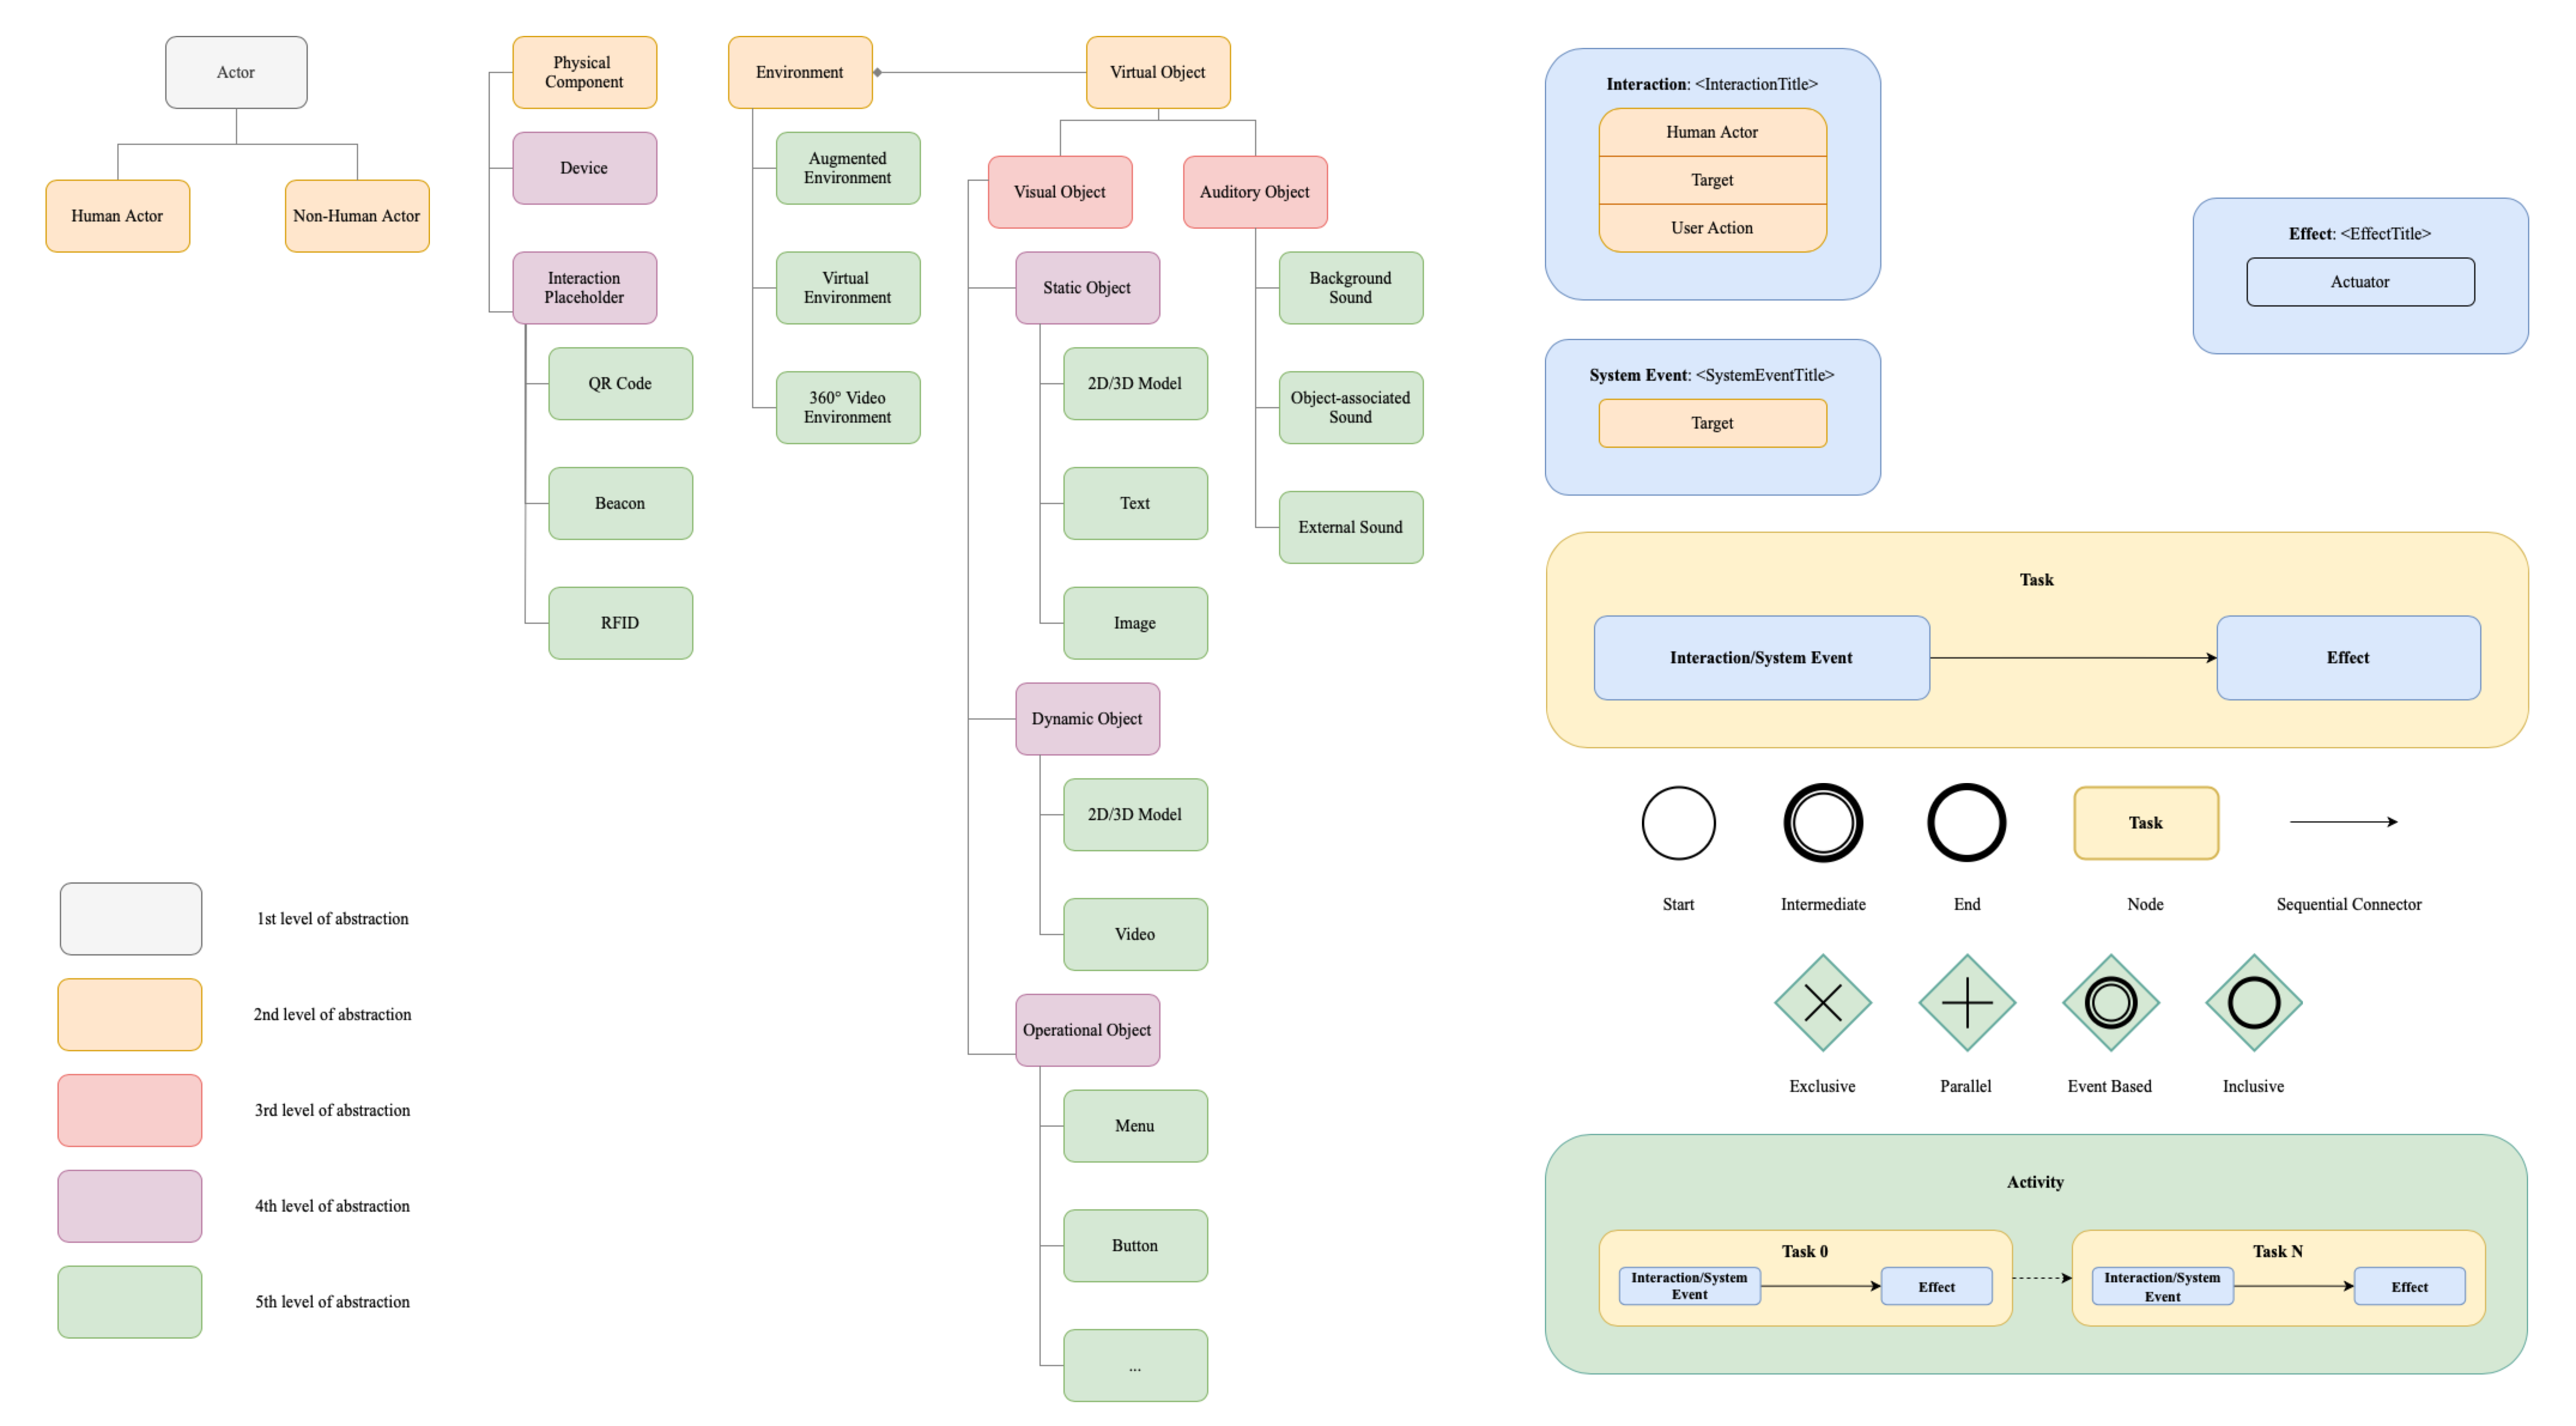 Actor
Human Actor
Non-Human Actor
Physical
Component
Device
Interaction
Placeholder
QR Code
Beacon
RFID
Environment
Augmented
Environment
Virtual
Environment
360° Video
Environment
Virtual Object
Visual Object
Auditory Object
Static Object
2D/3D Model
Text
Image
Dynamic Object
2D/3D Model
Video
Operational Object
Menu
Button
...
Background
Sound
Object-associated
Sound
External Sound
1st level of abstraction
2nd level of abstraction
3rd level of abstraction
4th level of abstraction
5th level of abstraction
Interaction: <InteractionTitle>
Human Actor
Target
User Action
Effect: <EffectTitle>
Actuator
System Event: <SystemEventTitle>
Target
Task
Interaction/System Event
Effect
Task
Start
Intermediate
End
Node
Sequential Connector
Exclusive
Parallel
Event Based
Inclusive
Activity
Task 0
Interaction/System
Event
Effect
Task N
Interaction/System
Event
Effect